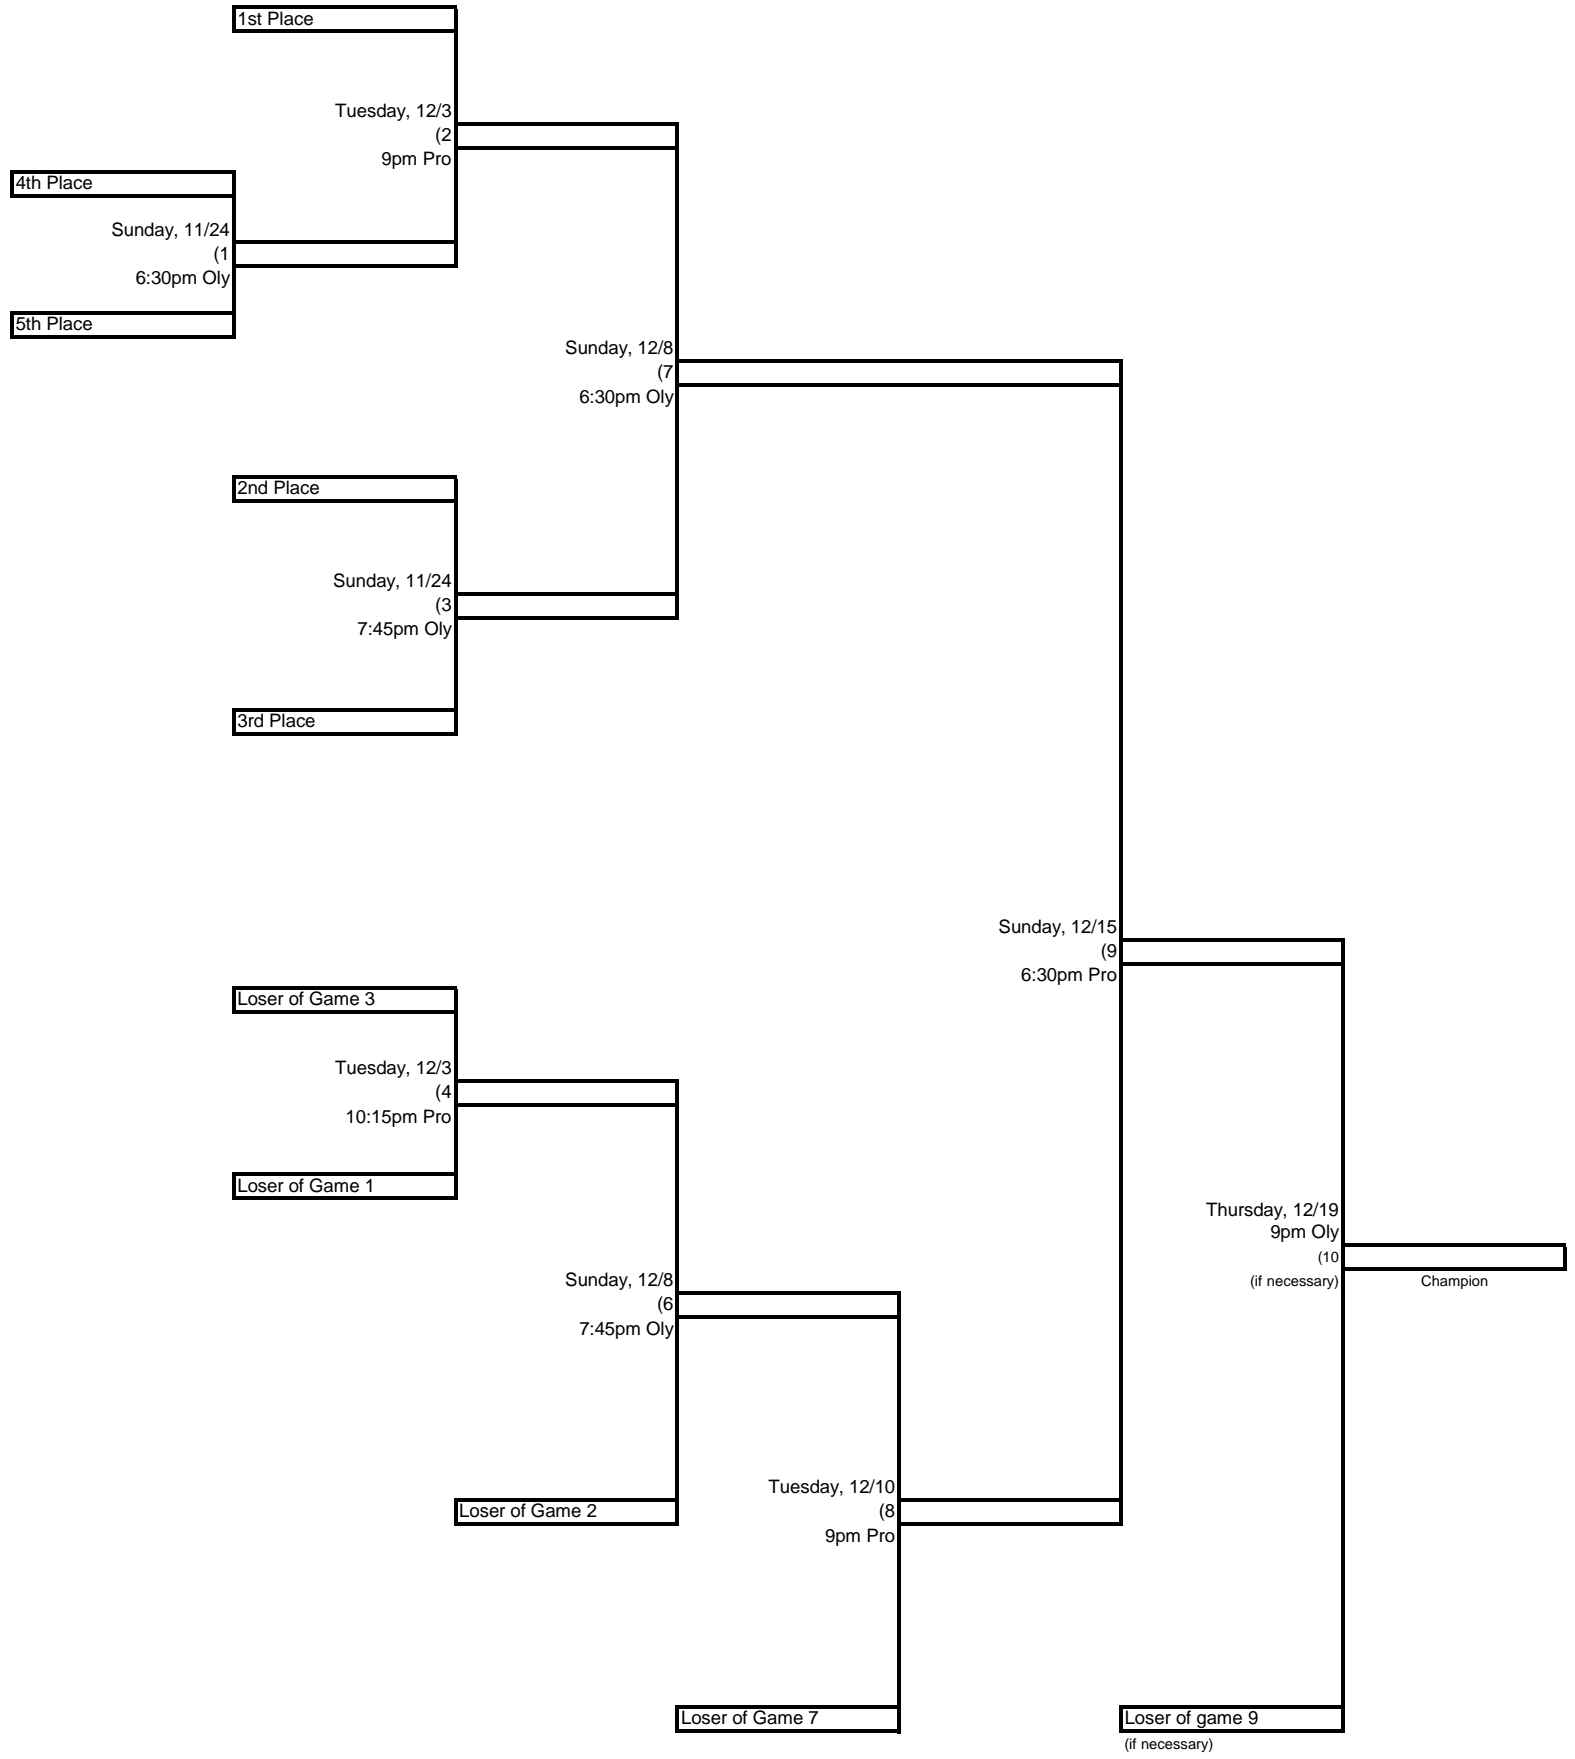 1st Place
Tuesday, 12/3
(2
9pm Pro
4th Place
Sunday, 11/24
(1
6:30pm Oly
5th Place
Sunday, 12/8
(7
6:30pm Oly
2nd Place
Sunday, 11/24
(3
7:45pm Oly
3rd Place
Sunday, 12/15
(9
6:30pm Pro
Loser of Game 3
Tuesday, 12/3
(4
10:15pm Pro
Loser of Game 1
Thursday, 12/19
9pm Oly
(10
(if necessary)
Champion
Sunday, 12/8
(6
7:45pm Oly
Loser of Game 2
Tuesday, 12/10
(8
9pm Pro
Loser of Game 7
Loser of game 9
(if necessary)